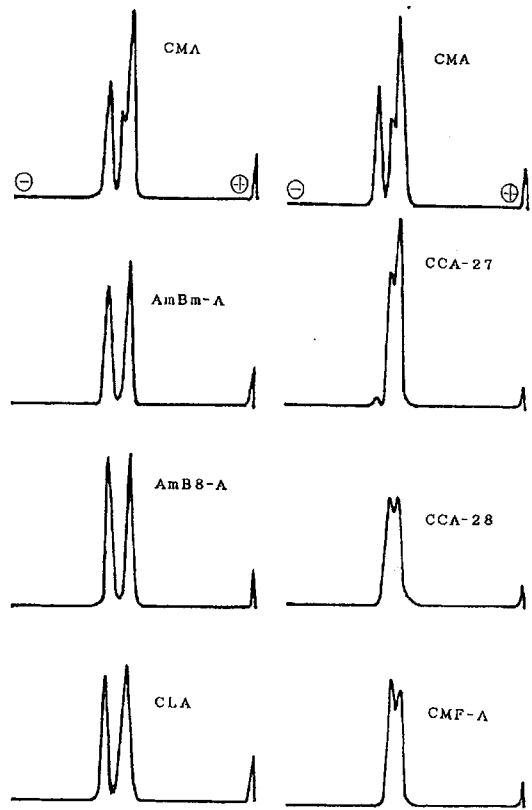 CMA
⊖ ⊕
AmBm-A
AmB8-A
CLA
CMA
⊖ ⊕
CCA-27
CCA-28
CMF-A